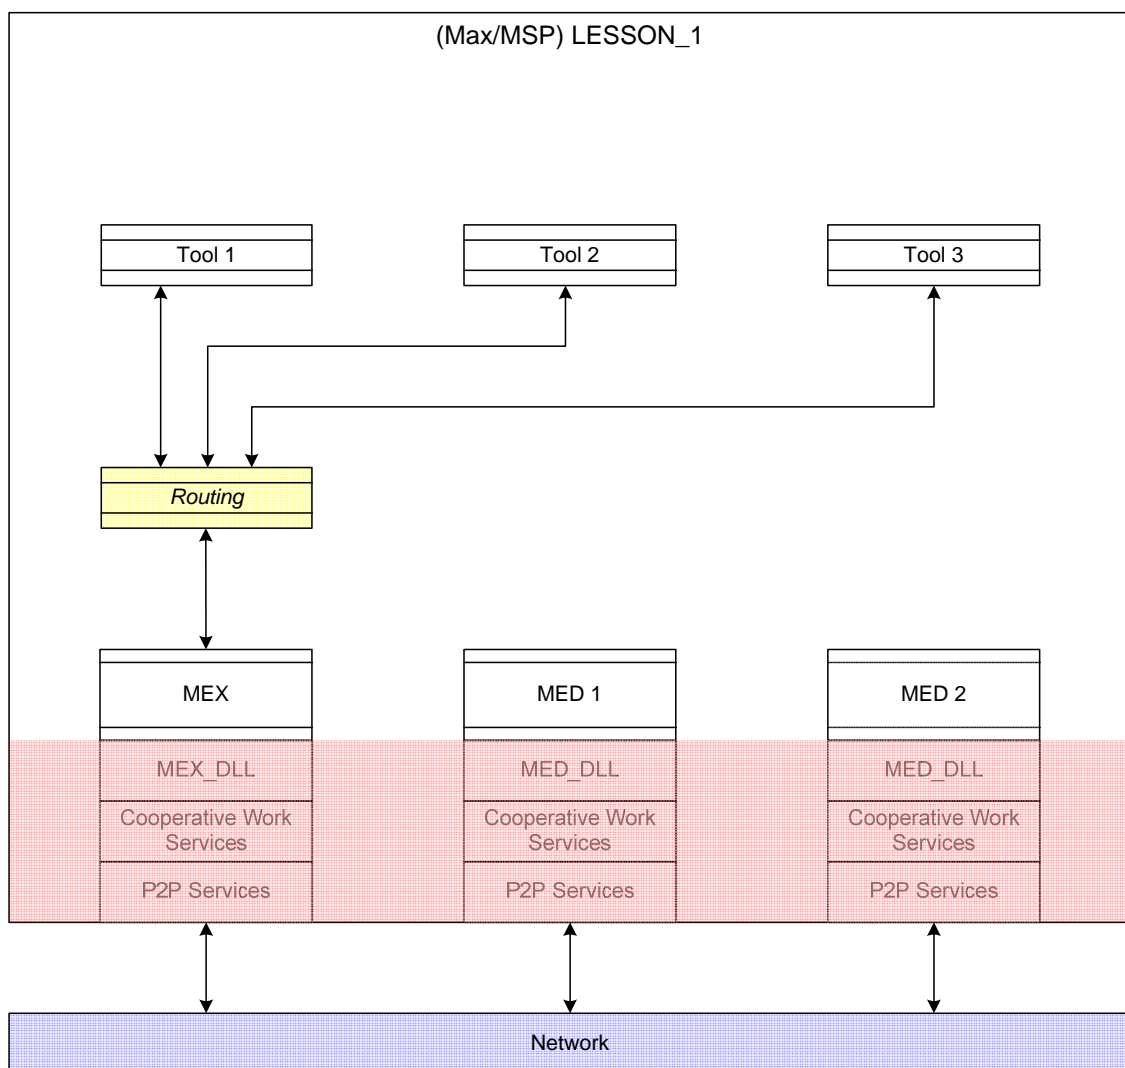 (Max/MSP) LESSON_1
Tool 1
Tool 2
Tool 3
Routing
MEX
MED 1
MED 2
MEX_DLL
MED_DLL
MED_DLL
Cooperative Work
Services
Cooperative Work
Services
Cooperative Work
Services
P2P Services
P2P Services
P2P Services
Network